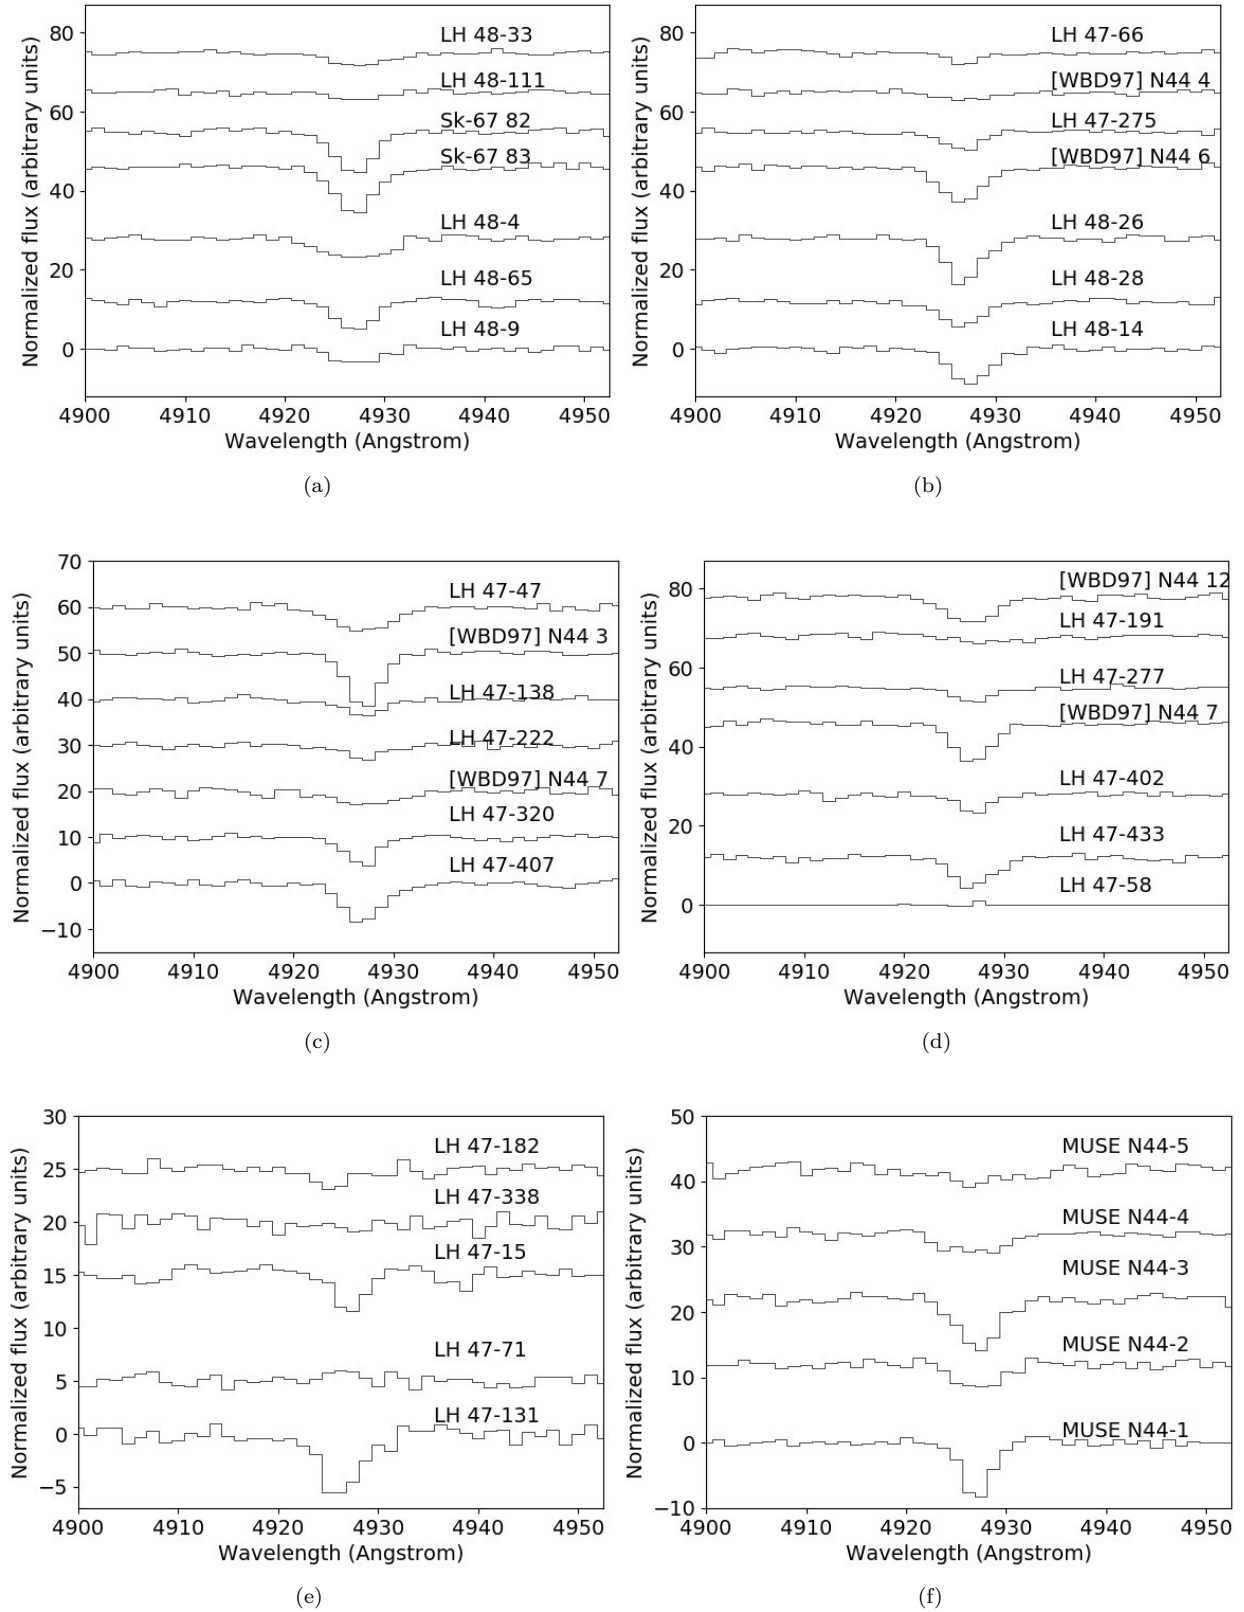 80
60
40
20
0
Normalized flux (arbitrary units)
LH 48-33
LH 48-111
Sk-67 82
Sk-67 83
LH 48-4
LH 48-65
LH 48-9
4900 4910 4920 4930 4940 4950
Wavelength (Angstrom)
(a)
80
60
40
20
0
Normalized flux (arbitrary units)
LH 47-66
[WBD97] N44 4
LH 47-275
[WBD97] N44 6
LH 48-26
LH 48-28
LH 48-14
4900 4910 4920 4930 4940 4950
Wavelength (Angstrom)
(b)
70
60
50
40
30
20
10
0
−10
Normalized flux (arbitrary units)
LH 47-47
[WBD97] N44 3
LH 47-138
LH 47-222
[WBD97] N44 7
LH 47-320
LH 47-407
4900 4910 4920 4930 4940 4950
Wavelength (Angstrom)
(c)
80
60
40
20
0
Normalized flux (arbitrary units)
[WBD97] N44 12
LH 47-191
LH 47-277
[WBD97] N44 7
LH 47-402
LH 47-433
LH 47-58
4900 4910 4920 4930 4940 4950
Wavelength (Angstrom)
(d)
30
25
20
15
10
5
0
−5
Normalized flux (arbitrary units)
LH 47-182
LH 47-338
LH 47-15
LH 47-71
LH 47-131
4900 4910 4920 4930 4940 4950
Wavelength (Angstrom)
(e)
50
40
30
20
10
0
−10
Normalized flux (arbitrary units)
MUSE N44-5
MUSE N44-4
MUSE N44-3
MUSE N44-2
MUSE N44-1
4900 4910 4920 4930 4940 4950
Wavelength (Angstrom)
(f)